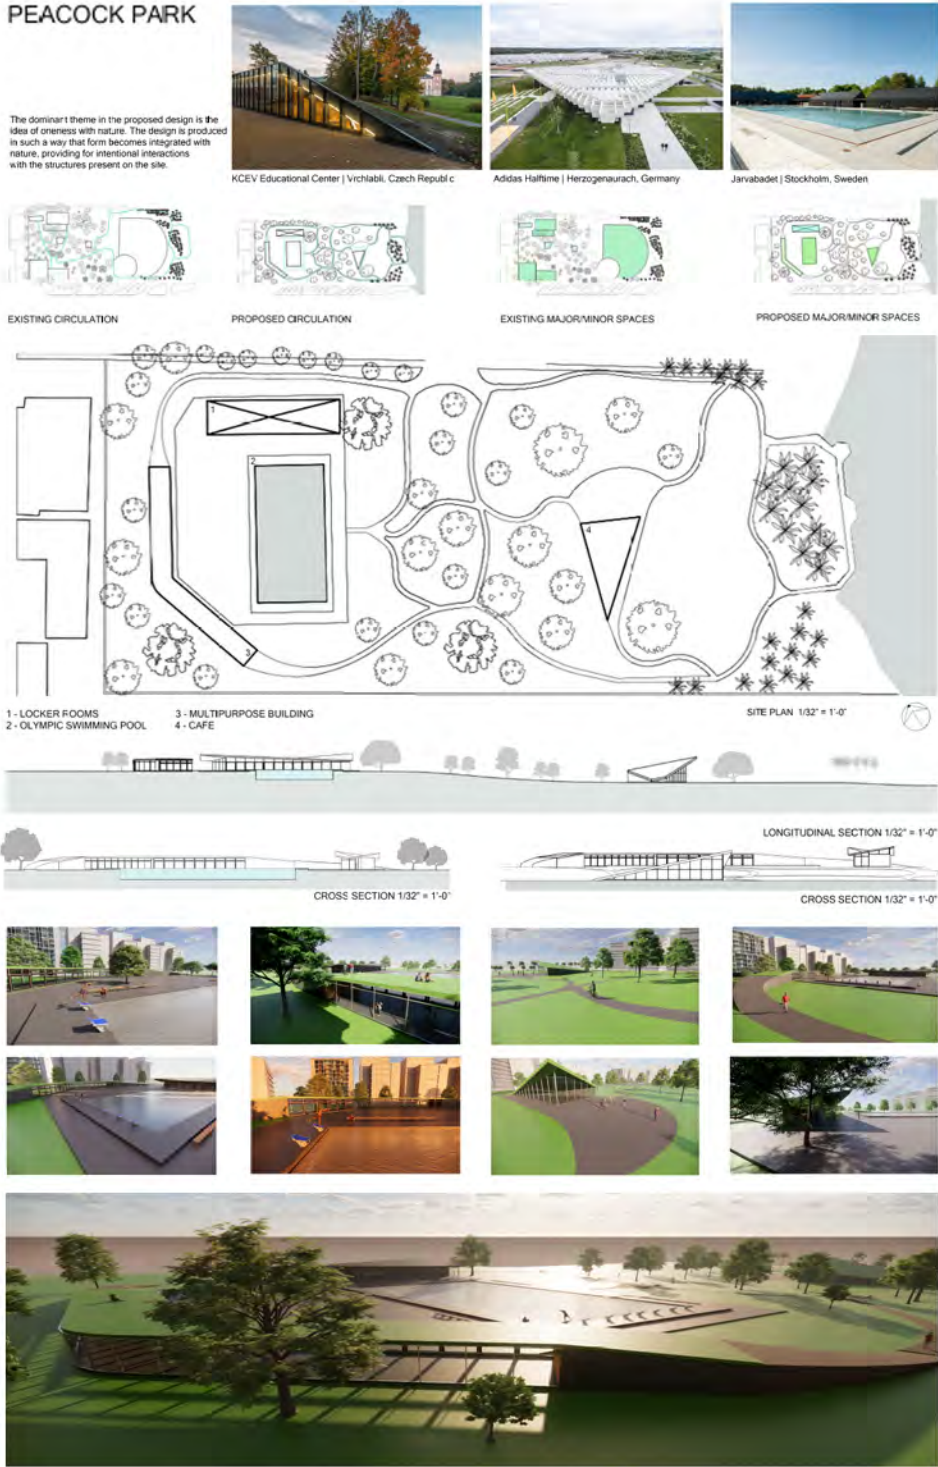 PEACOCK PARK
The dominant theme in the proposed design is the
idea of oneness with nature. The design is produced
in such a way that form becomes integrated with
nature, providing for intentional interactions
with the structures present on the site.
KCEV Educational Center | Vrchlabli, Czech Republic
Adidas Halftime | Herzogenaurach, Germany
Jarvabadet | Stockholm, Sweden
EXISTING CIRCULATION
PROPOSED CIRCULATION
EXISTING MAJOR/MINOR SPACES
PROPOSED MAJOR/MINOR SPACES
1
2
3
4
1 - LOCKER ROOMS
2 - OLYMPIC SWIMMING POOL
3 - MULTIPURPOSE BUILDING
4 - CAFE
SITE PLAN 1/32" = 1'-0"
LONGITUDINAL SECTION 1/32" = 1'-0"
CROSS SECTION 1/32" = 1'-0"
CROSS SECTION 1/32" = 1'-0"